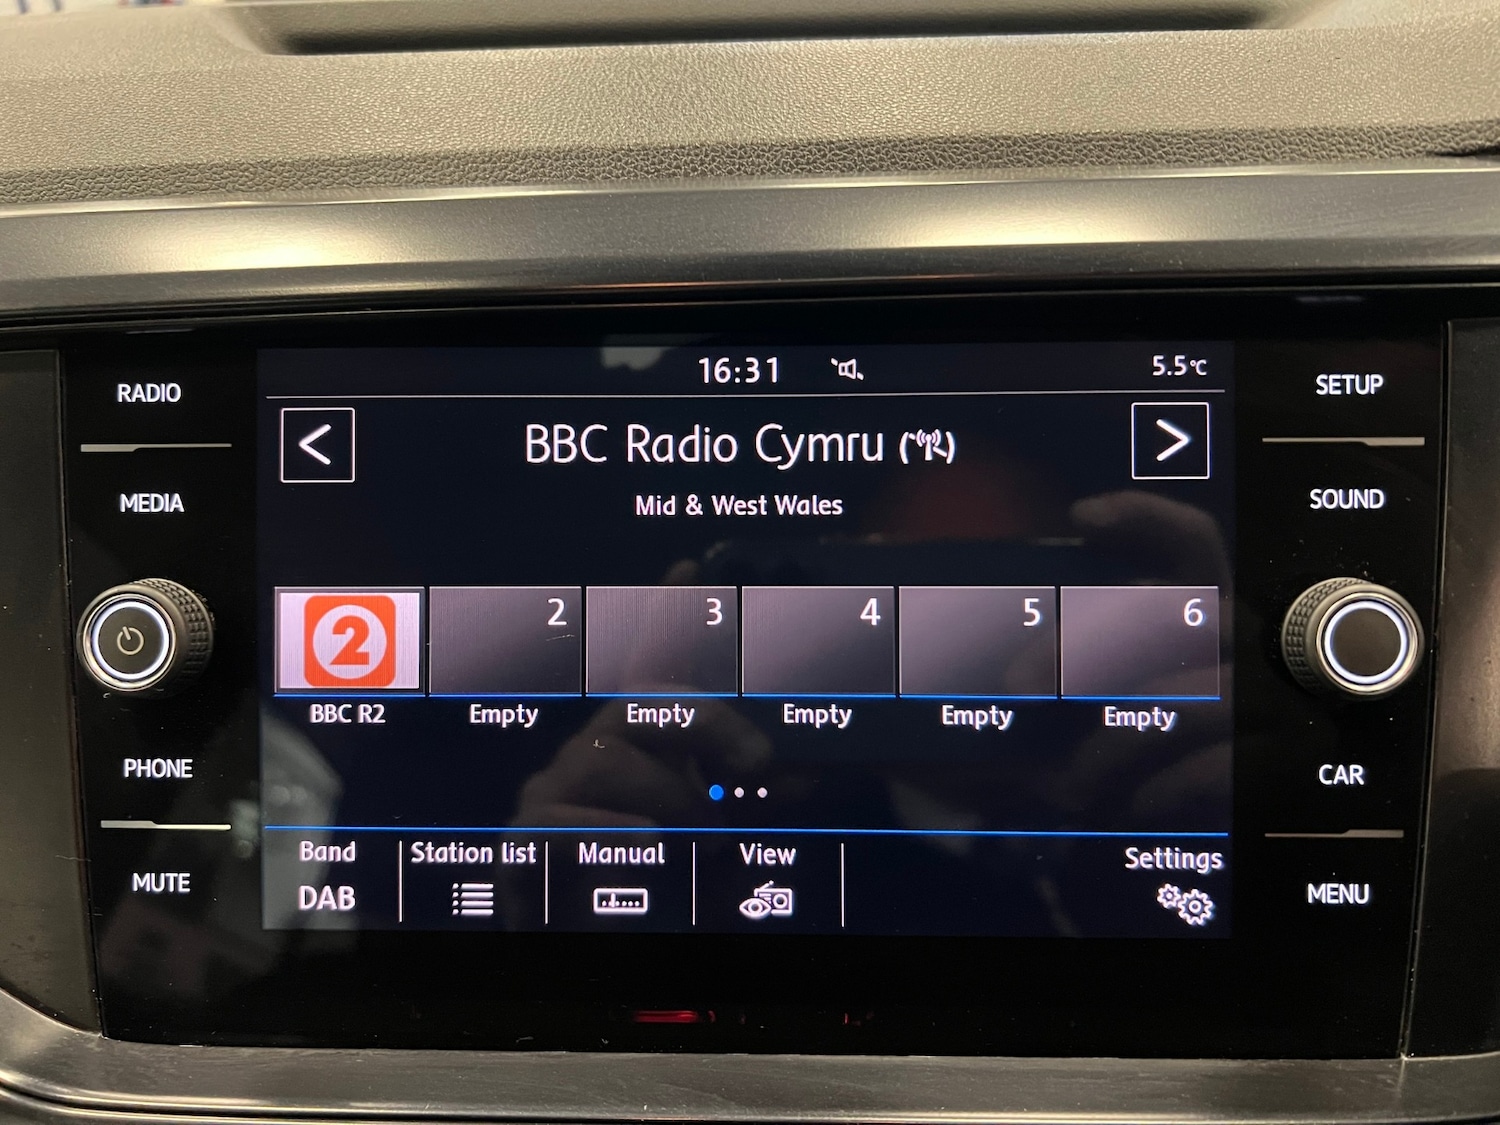 16:31
5.5°C
RADIO
SETUP
<
BBC Radio Cymru
>
MEDIA
Mid & West Wales
SOUND
2
2
3
4
5
6
BBC R2
Empty
Empty
Empty
Empty
Empty
PHONE
CAR
Band
Station list
Manual
View
Settings
DAB
MUTE
MENU